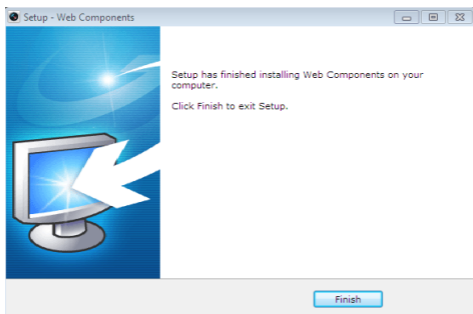 Setup - Web Components
Setup has finished installing Web Components on your
computer.
Click Finish to exit Setup.
Finish